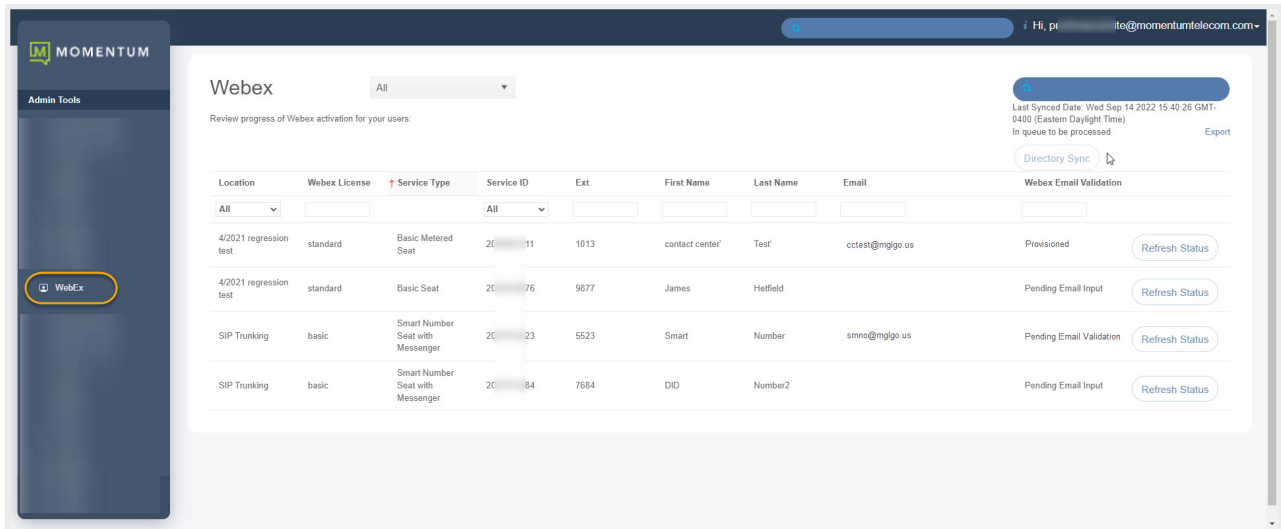 i Hi, p ite@momentumtelecom.com
M MOMENTUM
Admin Tools
WebEx
Webex
All
Review progress of Webex activation for your users:
Last Synced Date: Wed Sep 14 2022 15:40:26 GMT-
0400 (Eastern Daylight Time)
In queue to be processed
Export
Directory Sync
Location Webex License ↑ Service Type Service ID Ext First Name Last Name Email Webex Email Validation
All All
4/2021 regression
test
standard
Basic Metered
Seat
20 11 1013 contact center' Test' cctest@mglgo.us Provisioned Refresh Status
4/2021 regression
test
standard Basic Seat 20 76 9877 James Hetfield Pending Email Input Refresh Status
SIP Trunking basic
Smart Number
Seat with
Messenger
20 23 5523 Smart Number smno@mglgo.us Pending Email Validation Refresh Status
SIP Trunking basic
Smart Number
Seat with
Messenger
20 84 7684 DID Number2 Pending Email Input Refresh Status